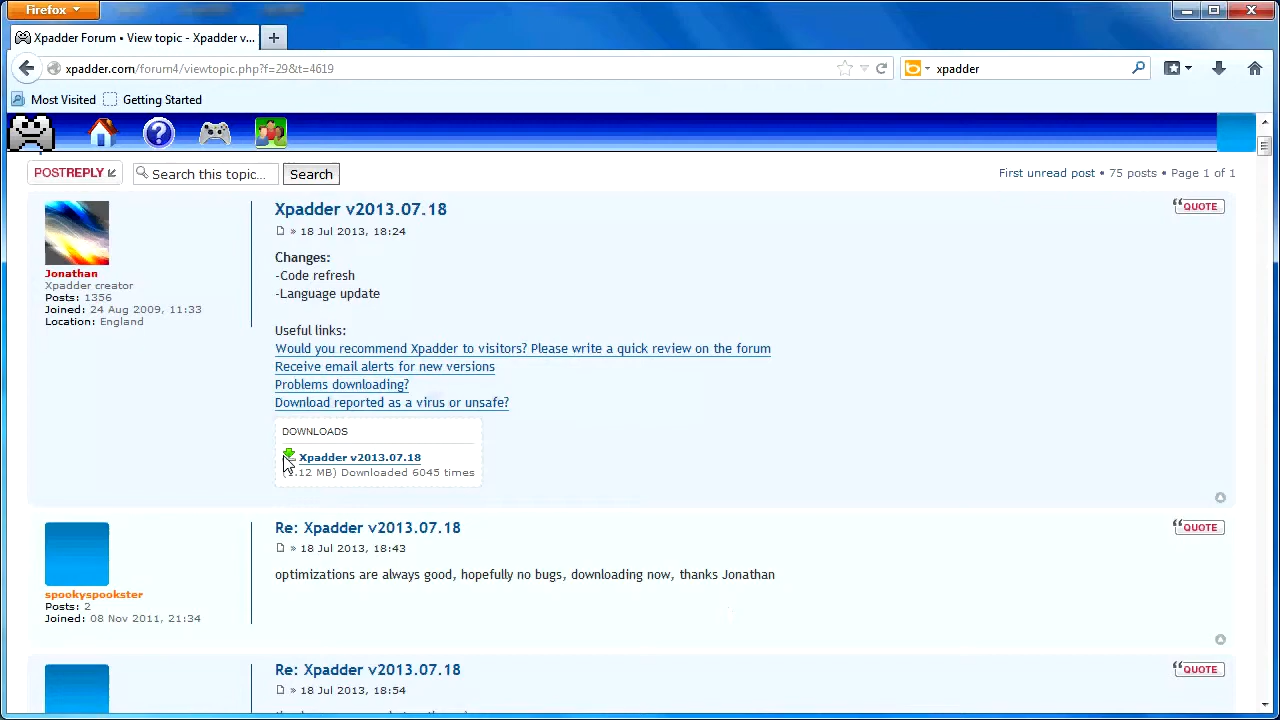 Firefox
Xpadder Forum • View topic - Xpadder v...
xpadder.com/forum4/viewtopic.php?f=29&t=4619
xpadder
Most Visited
Getting Started
POSTREPLY
Search this topic...
Search
First unread post • 75 posts • Page 1 of 1
Xpadder v2013.07.18
QUOTE
» 18 Jul 2013, 18:24
Jonathan
Xpadder creator
Posts: 1356
Joined: 24 Aug 2009, 11:33
Location: England
Changes:
-Code refresh
-Language update
Useful links:
Would you recommend Xpadder to visitors? Please write a quick review on the forum
Receive email alerts for new versions
Problems downloading?
Download reported as a virus or unsafe?
DOWNLOADS
Xpadder v2013.07.18
MB) Downloaded 6045 times
Re: Xpadder v2013.07.18
QUOTE
» 18 Jul 2013, 18:43
optimizations are always good, hopefully no bugs, downloading now, thanks Jonathan
spookyspookster
Posts: 2
Joined: 08 Nov 2011, 21:34
Re: Xpadder v2013.07.18
QUOTE
» 18 Jul 2013, 18:54